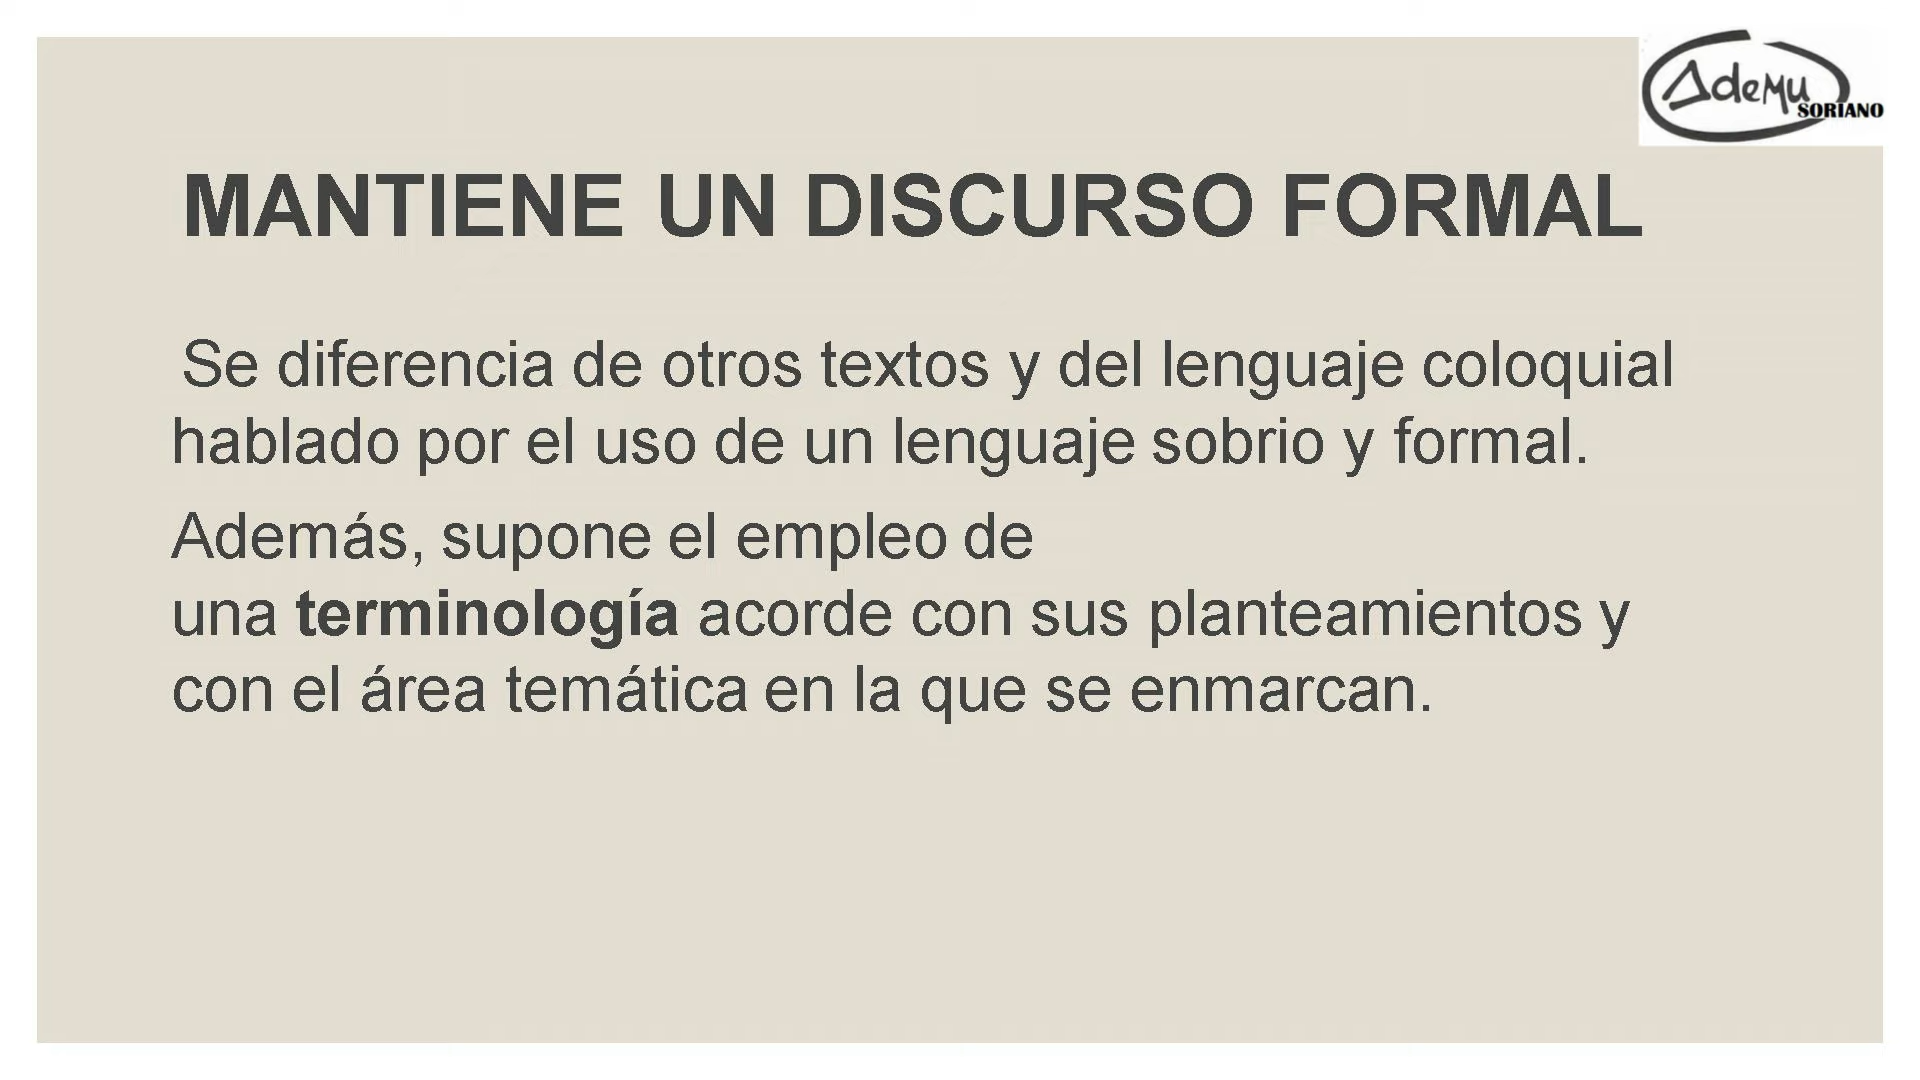 AdeMu
SORIANO
MANTIENE UN DISCURSO FORMAL
Se diferencia de otros textos y del lenguaje coloquial
hablado por el uso de un lenguaje sobrio y formal.
Además, supone el empleo de
una terminología acorde con sus planteamientos y
con el área temática en la que se enmarcan.